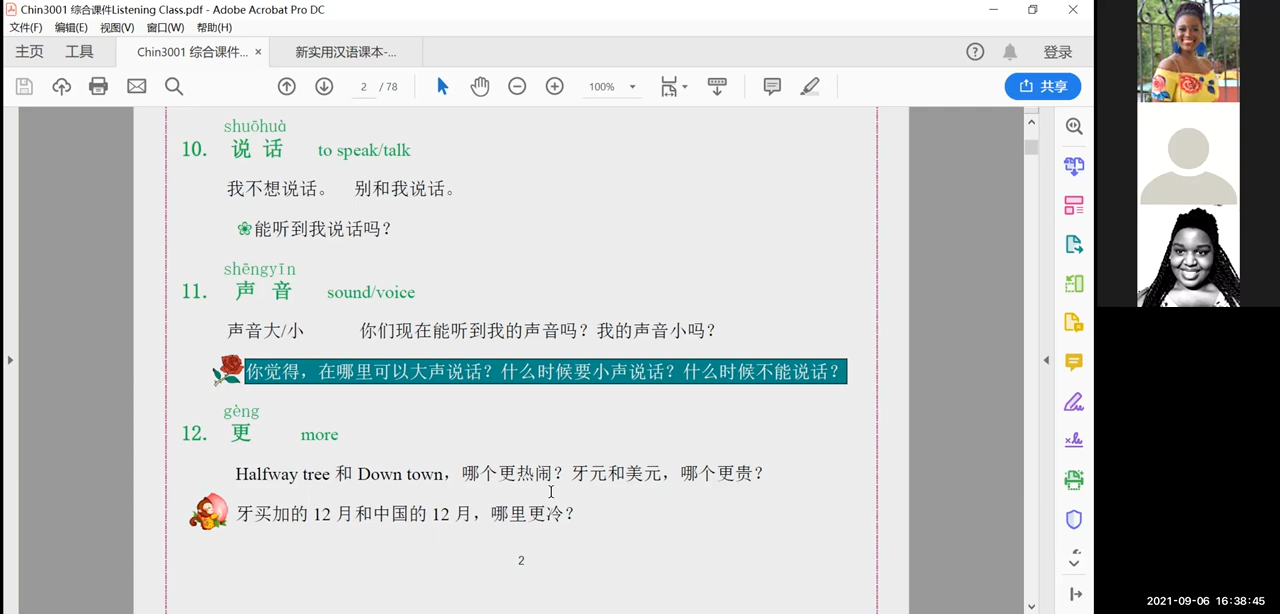 Chin3001 综合课件Listening Class.pdf - Adobe Acrobat Pro DC
文件(F) 编辑(E) 视图(V) 窗口(W) 帮助(H)
主页 工具 Chin3001 综合课件... × 新实用汉语课本-... 登录
2 / 78 100% 共享
shuōhuà
10. 说 话 to speak/talk
我不想说话。 别和我说话。
能听到我说话吗？
shēngyīn
11. 声 音 sound/voice
声音大/小 你们现在能听到我的声音吗？我的声音小吗？
你觉得，在哪里可以大声说话？什么时候要小声说话？什么时候不能说话？
gèng
12. 更 more
Halfway tree 和 Down town，哪个更热闹？牙元和美元，哪个更贵？
牙买加的 12 月和中国的 12 月，哪里更冷？
2
2021-09-06 16:38:45